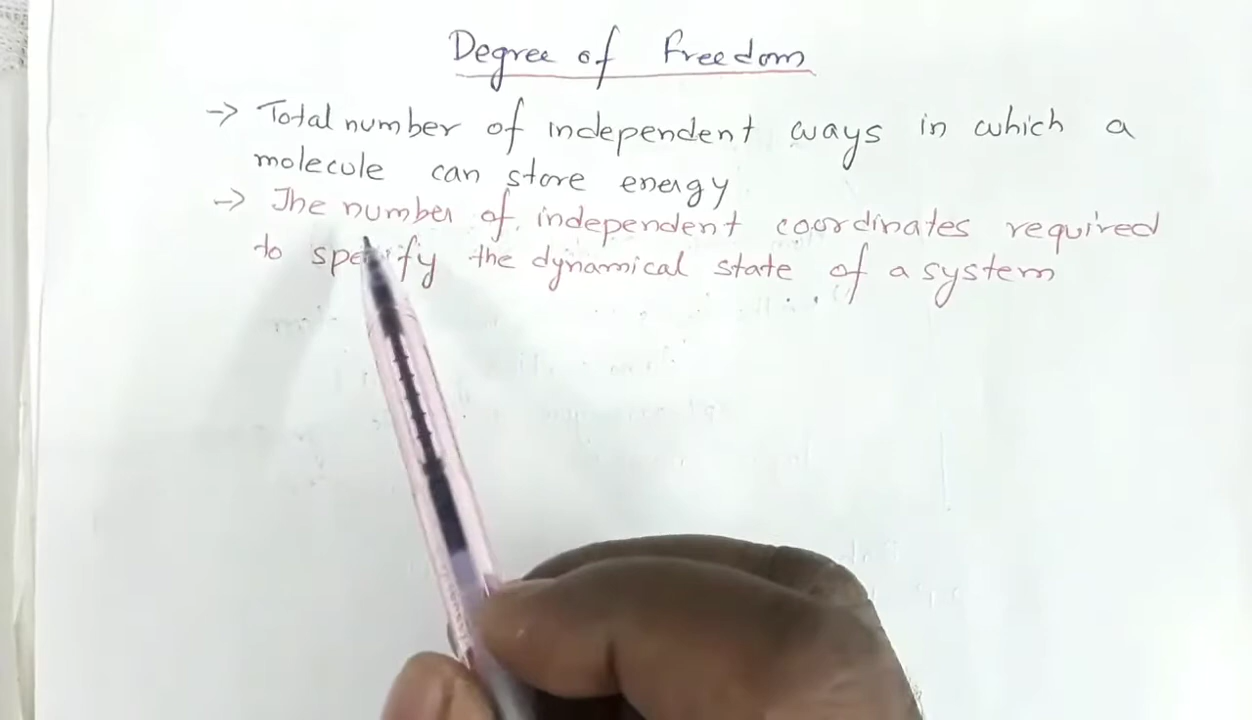 Degree of Freedom
-> Total number of independent ways in which a
molecule can store energy
-> The number of independent coordinates required
to specify the dynamical state of a system